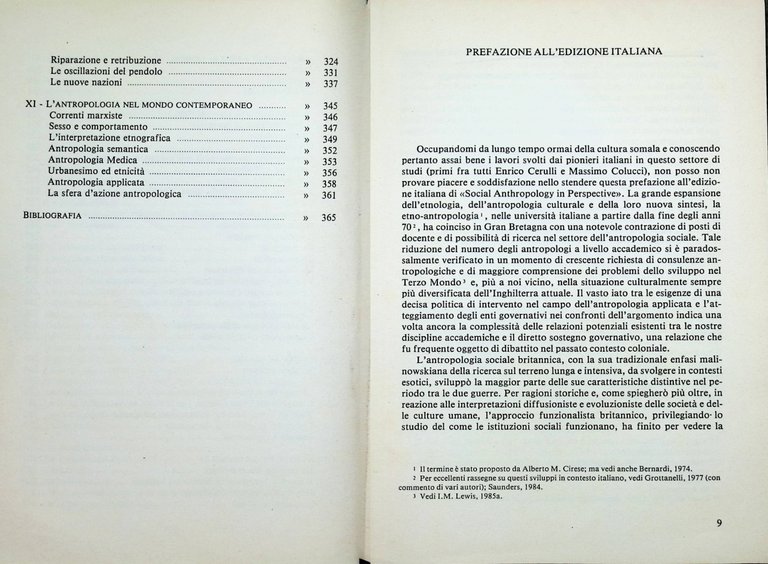 Riparazione e retribuzione .......... » 324
Le oscillazioni del pendolo .......... » 331
Le nuove nazioni .......... » 337
XI - L'ANTROPOLOGIA NEL MONDO CONTEMPORANEO .......... » 345
Correnti marxiste .......... » 346
Sesso e comportamento .......... » 347
L'interpretazione etnografica .......... » 349
Antropologia semantica .......... » 352
Antropologia Medica .......... » 353
Urbanesimo ed etnicità .......... » 356
Antropologia applicata .......... » 358
La sfera d'azione antropologica .......... » 361
BIBLIOGRAFIA .......... » 365
PREFAZIONE ALL'EDIZIONE ITALIANA
Occupandomi da lungo tempo ormai della cultura somala e conoscendo
pertanto assai bene i lavori svolti dai pionieri italiani in questo settore di
studi (primi fra tutti Enrico Cerulli e Massimo Colucci), non posso non
provare piacere e soddisfazione nello stendere questa prefazione all'edizio-
ne italiana di «Social Anthropology in Perspective». La grande espansione
dell'etnologia, dell'antropologia culturale e della loro nuova sintesi, la
etno-antropologia¹, nelle università italiane a partire dalla fine degli anni
70², ha coinciso in Gran Bretagna con una notevole contrazione di posti di
docente e di possibilità di ricerca nel settore dell'antropologia sociale. Tale
riduzione del numero degli antropologi a livello accademico si è parados-
salmente verificato in un momento di crescente richiesta di consulenze an-
tropologiche e di maggiore comprensione dei problemi dello sviluppo nel
Terzo Mondo³ e, più a noi vicino, nella situazione culturalmente sempre
più diversificata dell'Inghilterra attuale. Il vasto iato tra le esigenze di una
decisa politica di intervento nel campo dell'antropologia applicata e l'at-
teggiamento degli enti governativi nei confronti dell'argomento indica una
volta ancora la complessità delle relazioni potenziali esistenti tra le nostre
discipline accademiche e il diretto sostegno governativo, una relazione che
fu frequente oggetto di dibattito nel passato contesto coloniale.
L'antropologia sociale britannica, con la sua tradizionale enfasi mali-
nowskiana della ricerca sul terreno lunga e intensiva, da svolgere in contesti
esotici, sviluppò la maggior parte delle sue caratteristiche distintive nel pe-
riodo tra le due guerre. Per ragioni storiche e, come spiegherò più oltre, in
reazione alle interpretazioni diffusioniste e evoluzioniste delle società e del-
le culture umane, l'approccio funzionalista britannico, privilegiando lo
studio del come le istituzioni sociali funzionano, ha finito per vedere la
¹ Il termine è stato proposto da Alberto M. Cirese; ma vedi anche Bernardi, 1974.
² Per eccellenti rassegne su questi sviluppi in contesto italiano, vedi Grottanelli, 1977 (con
commento di vari autori); Saunders, 1984.
³ Vedi I.M. Lewis, 1985a.
9